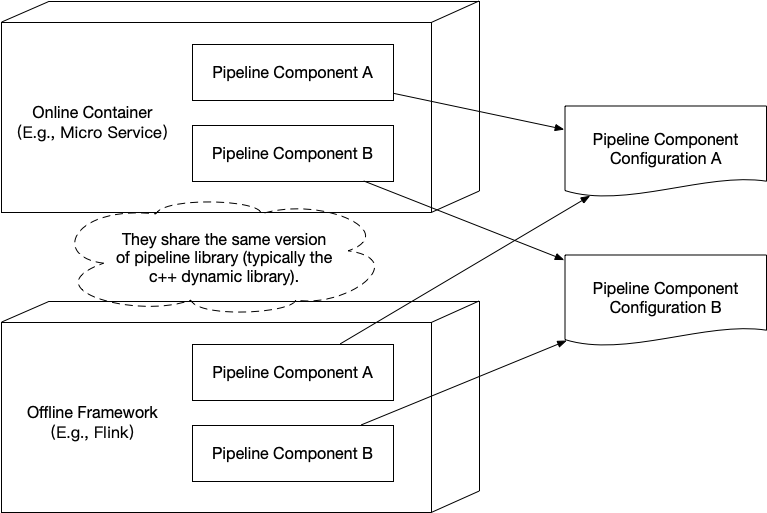 Pipeline Component A
Online Container
(E.g., Micro Service)
Pipeline Component B
Pipeline Component
Configuration A
They share the same version
of pipeline library (typically the
c++ dynamic library).
Pipeline Component
Configuration B
Pipeline Component A
Offline Framework
(E.g., Flink)
Pipeline Component B